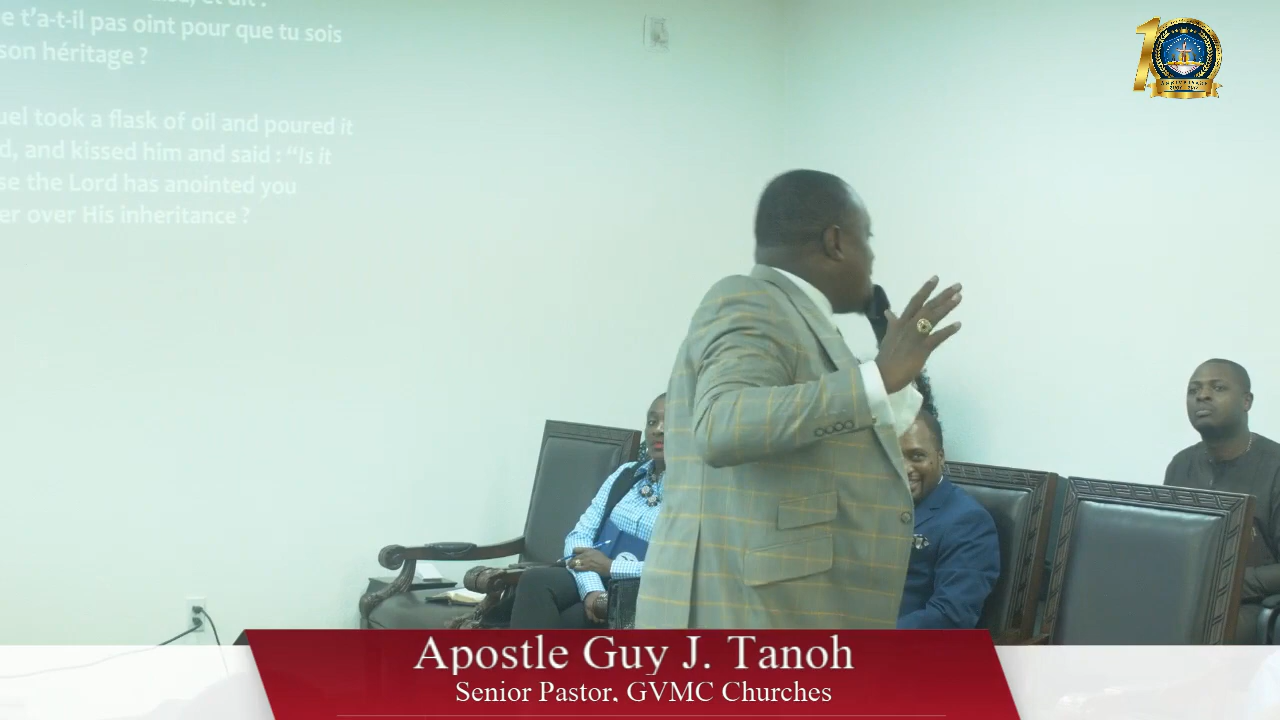 e t'a-t-il pas oint pour que tu sois
son héritage ?
uel took a flask of oil and poured it
d, and kissed him and said : “Is it
se the Lord has anointed you
er over His inheritance ?
10
Apostle Guy J. Tanoh
Senior Pastor, GVMC Churches